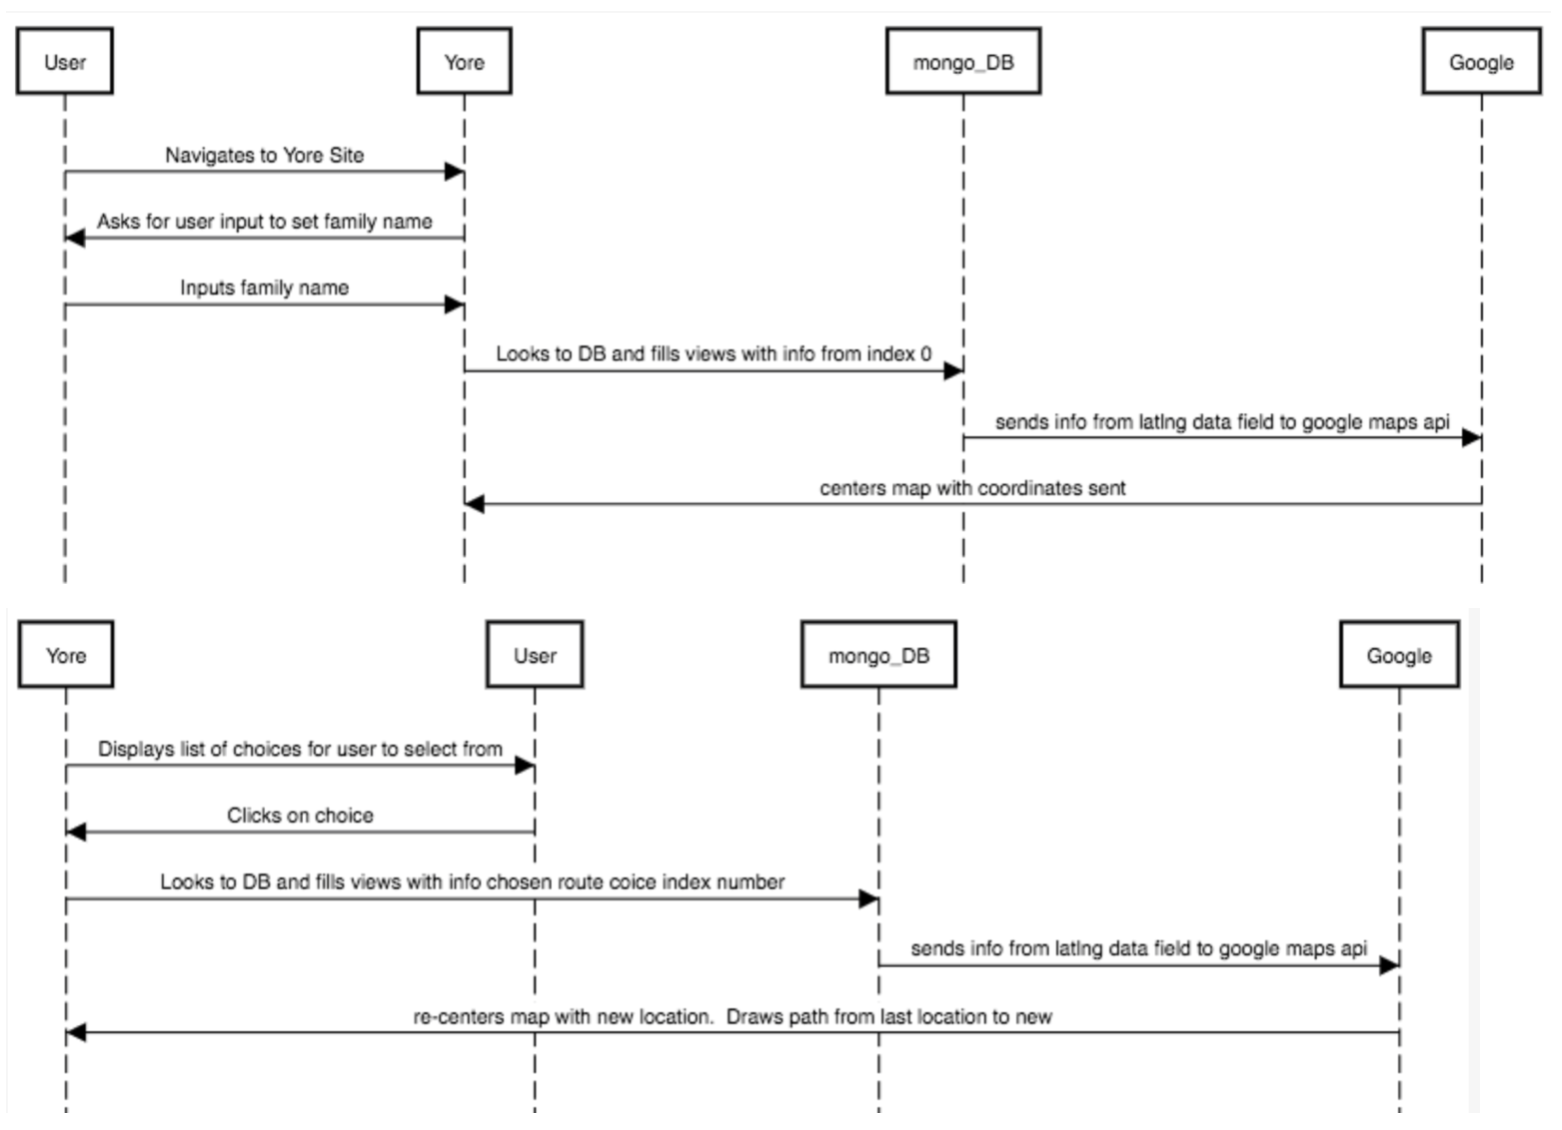 User
Yore
mongo_DB
Google
Navigates to Yore Site
Asks for user input to set family name
Inputs family name
Looks to DB and fills views with info from index 0
sends info from latlng data field to google maps api
centers map with coordinates sent
Yore
User
mongo_DB
Google
Displays list of choices for user to select from
Clicks on choice
Looks to DB and fills views with info chosen route coice index number
sends info from latlng data field to google maps api
re-centers map with new location.  Draws path from last location to new